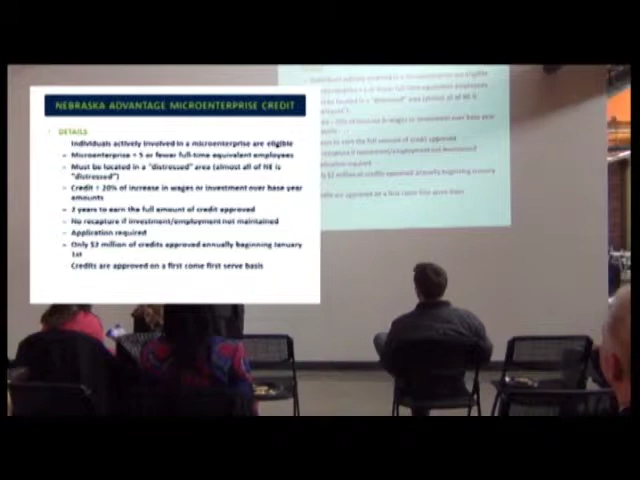 NEBRASKA ADVANTAGE MICROENTERPRISE CREDIT
DETAILS
Individuals actively involved in a microenterprise are eligible
Microenterprise = 5 or fewer full-time equivalent employees
Must be located in a "distressed" area (almost all of NE is
"distressed")
Credit = 20% of increase in wages or investment over base year
amounts
2 years to earn the full amount of credit approved
No recapture if investment/employment not maintained
Application required
Only $2 million of credits approved annually beginning January
1st
Credits are approved on a first come first serve basis